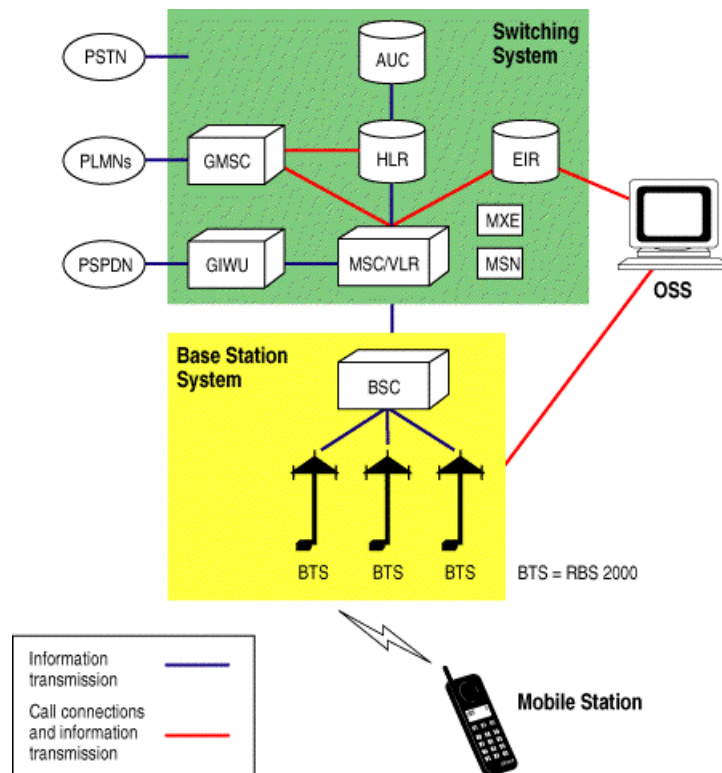 Switching
System
PSTN
AUC
PLMNs
GMSC
HLR
EIR
MXE
PSPDN
GIWU
MSC/VLR
MSN
OSS
Base Station
System
BSC
BTS
BTS
BTS
BTS = RBS 2000
Information
transmission
Call connections
and information
transmission
Mobile Station